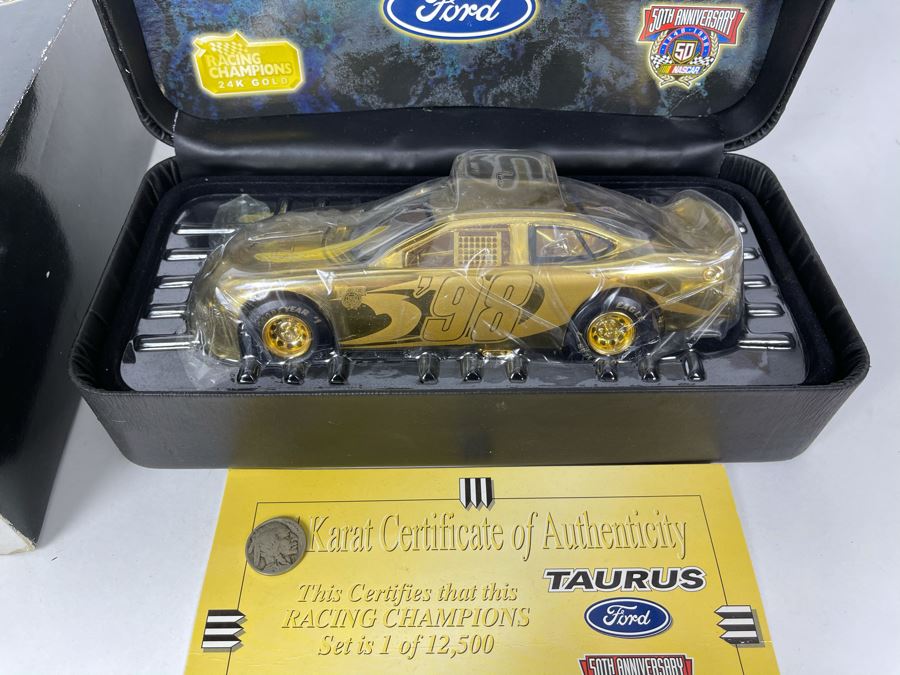 Ford
RACING
CHAMPIONS
24K GOLD
50TH ANNIVERSARY
50
NASCAR
'98
Karat Certificate of Authenticity
This Certifies that this
RACING CHAMPIONS
Set is 1 of 12,500
TAURUS
Ford
50TH ANNIVERSARY